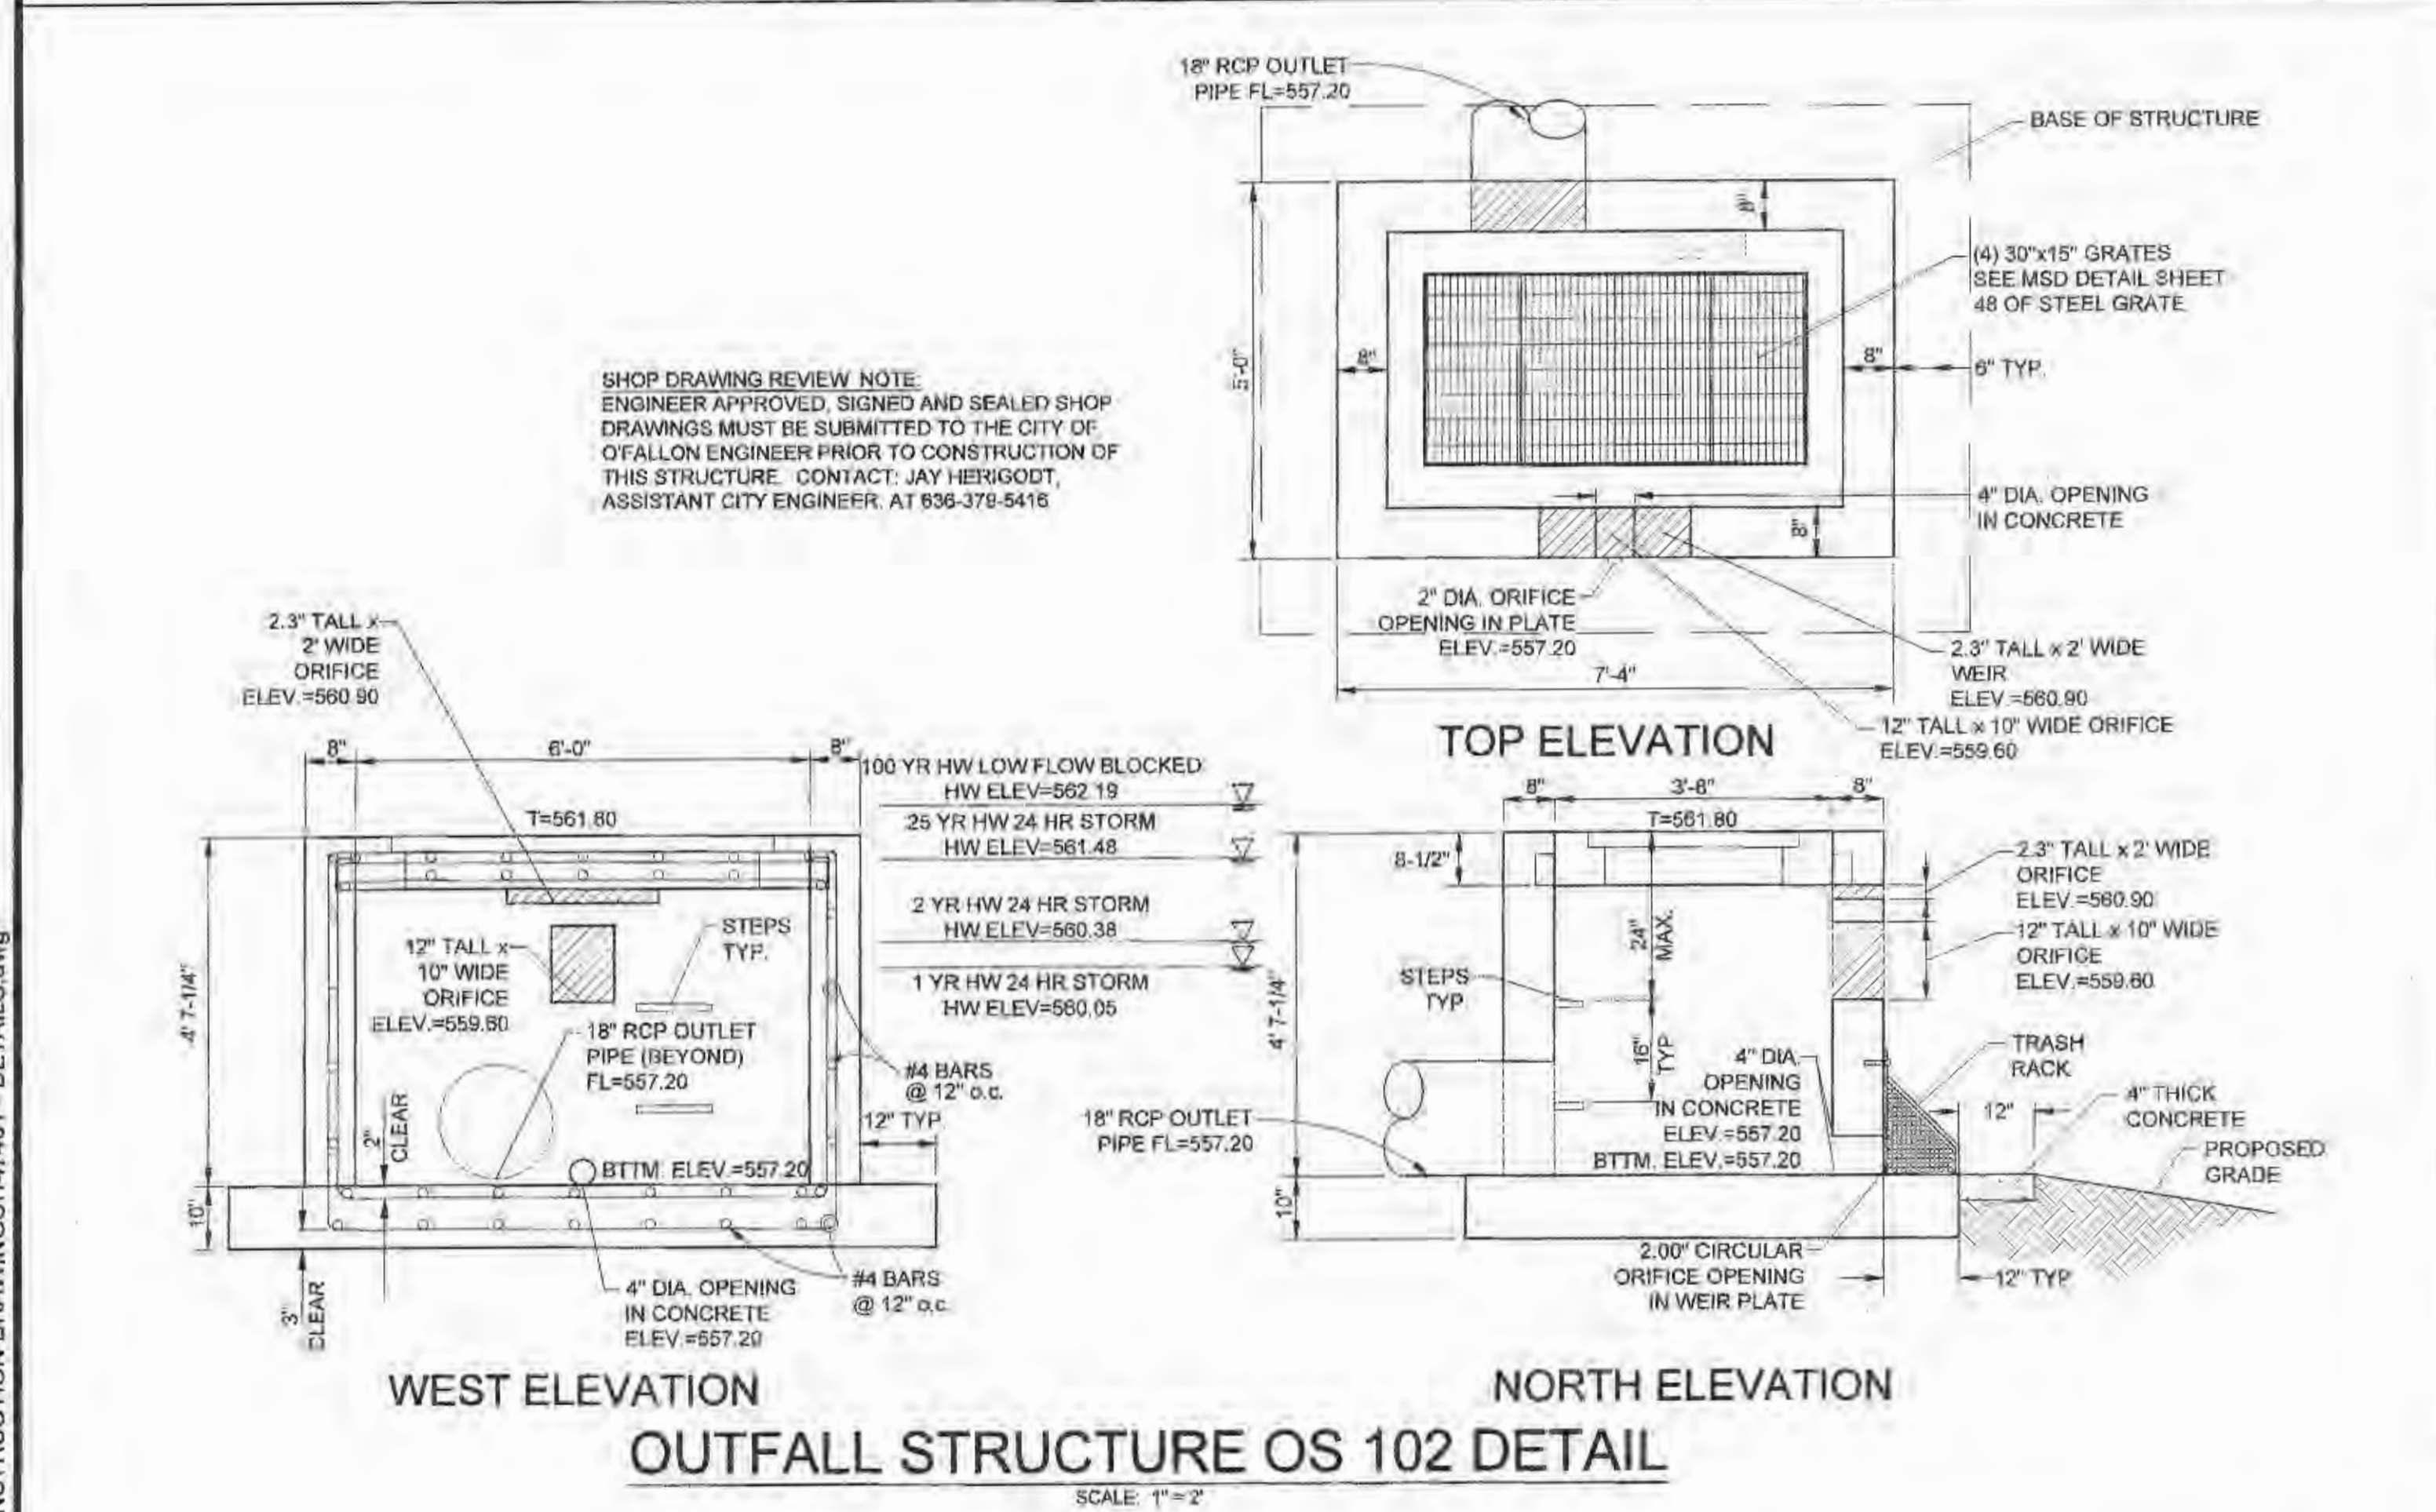 18" RCP OUTLET
PIPE FL=557.20
BASE OF STRUCTURE
8"
(4) 30"x15" GRATES
SEE MSD DETAIL SHEET
48 OF STEEL GRATE
5'-0"
8"
8"
6" TYP.
4" DIA. OPENING
IN CONCRETE
8"
2" DIA. ORIFICE
OPENING IN PLATE
ELEV.=557.20
2.3" TALL x 2' WIDE
WEIR
ELEV.=560.90
7'-4"
12" TALL x 10" WIDE ORIFICE
ELEV.=559.60
TOP ELEVATION
SHOP DRAWING REVIEW NOTE:
ENGINEER APPROVED, SIGNED AND SEALED SHOP
DRAWINGS MUST BE SUBMITTED TO THE CITY OF
O'FALLON ENGINEER PRIOR TO CONSTRUCTION OF
THIS STRUCTURE. CONTACT: JAY HERIGODT,
ASSISTANT CITY ENGINEER, AT 636-379-5416
2.3" TALL x
2' WIDE
ORIFICE
ELEV.=560.90
8"
6'-0"
8"
T=561.80
100 YR HW LOW FLOW BLOCKED
HW ELEV=562.19
25 YR HW 24 HR STORM
HW ELEV=561.48
2 YR HW 24 HR STORM
HW ELEV=560.38
1 YR HW 24 HR STORM
HW ELEV=560.05
4' 7-1/4"
12" TALL x
10" WIDE
ORIFICE
ELEV.=559.60
STEPS
TYP.
18" RCP OUTLET
PIPE (BEYOND)
FL=557.20
#4 BARS
@ 12" o.c.
12" TYP
2"
CLEAR
BTTM. ELEV.=557.20
10"
3"
CLEAR
4" DIA. OPENING
IN CONCRETE
ELEV.=557.20
#4 BARS
@ 12" o.c.
WEST ELEVATION
8"
3'-8"
8"
T=561.80
8-1/2"
2.3" TALL x 2' WIDE
ORIFICE
ELEV.=560.90
12" TALL x 10" WIDE
ORIFICE
ELEV.=559.60
24"
MAX.
STEPS
TYP
4' 7-1/4"
16"
TYP
4" DIA.
OPENING
IN CONCRETE
ELEV.=557.20
BTTM. ELEV.=557.20
TRASH
RACK
12"
4" THICK
CONCRETE
PROPOSED
GRADE
18" RCP OUTLET
PIPE FL=557.20
10"
2.00" CIRCULAR
ORIFICE OPENING
IN WEIR PLATE
12" TYP
NORTH ELEVATION
OUTFALL STRUCTURE OS 102 DETAIL
SCALE: 1" = 2'